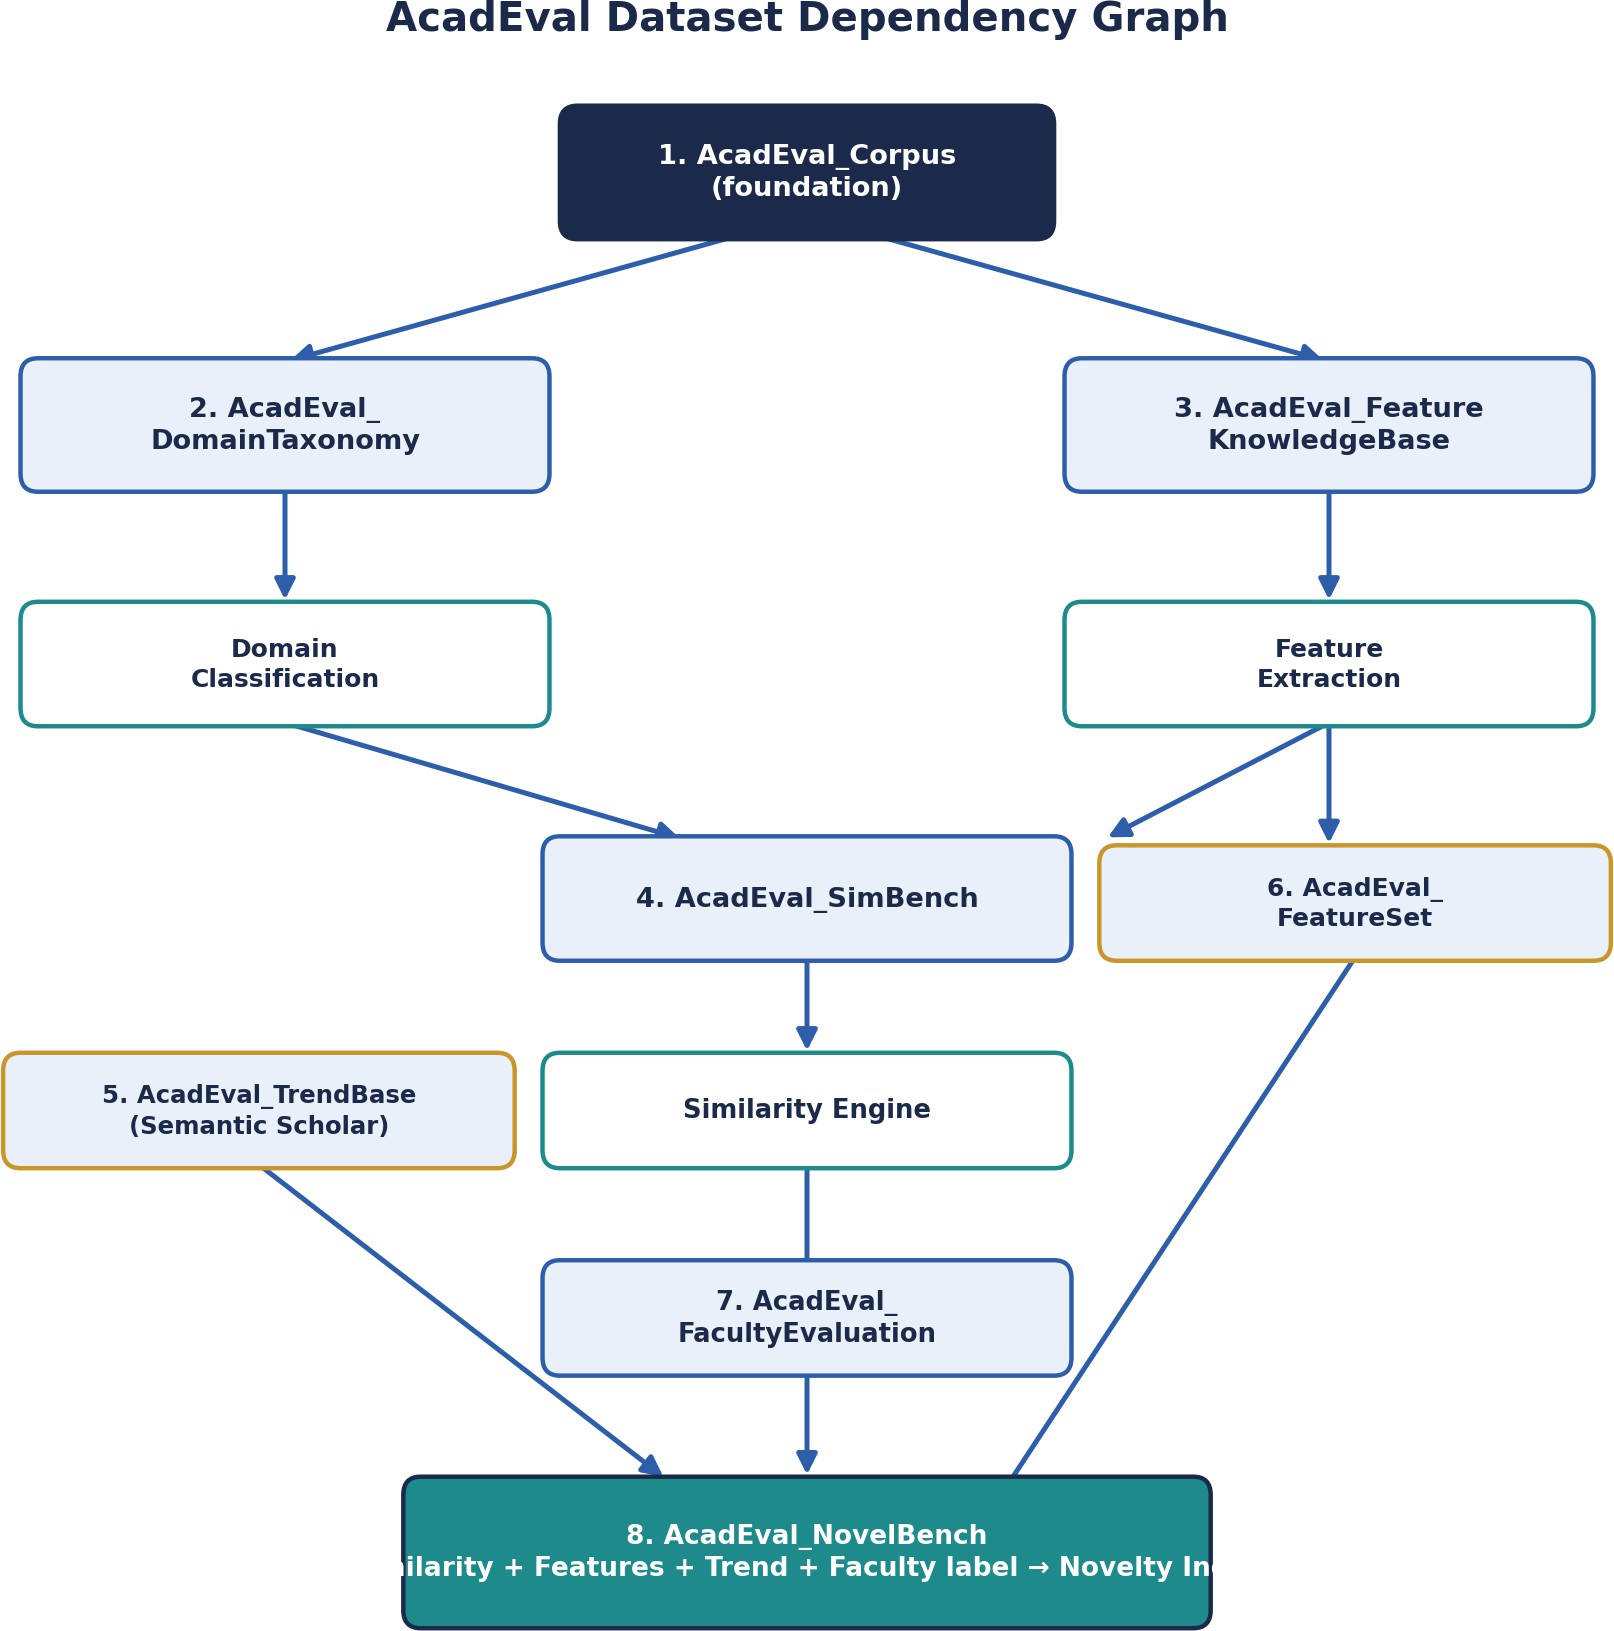 AcadEval Dataset Dependency Graph
1. AcadEval_Corpus
(foundation)
2. AcadEval_
DomainTaxonomy
3. AcadEval_Feature
KnowledgeBase
Domain
Classification
Feature
Extraction
4. AcadEval_SimBench
6. AcadEval_
FeatureSet
5. AcadEval_TrendBase
(Semantic Scholar)
Similarity Engine
7. AcadEval_
FacultyEvaluation
8. AcadEval_NovelBench
+ Features + Trend + Faculty label → Novelty